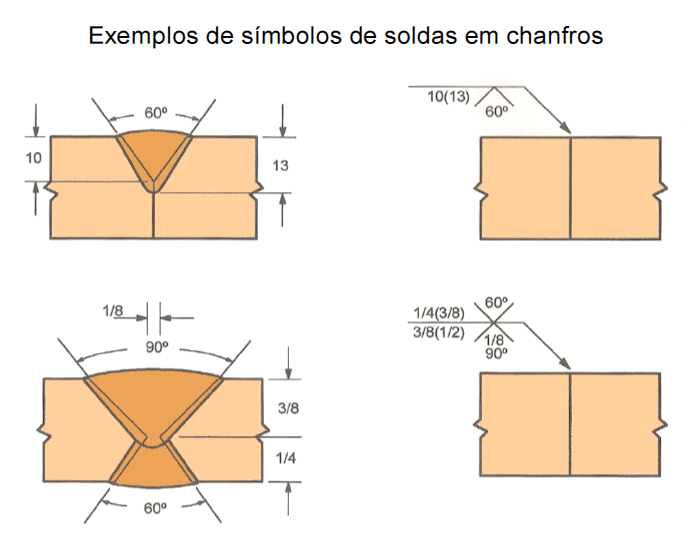 Exemplos de símbolos de soldas em chanfros
60º
10
13
10(13)
60º
1/8
90º
3/8
1/4
60º
60º
1/4(3/8)
3/8(1/2)
1/8
90º